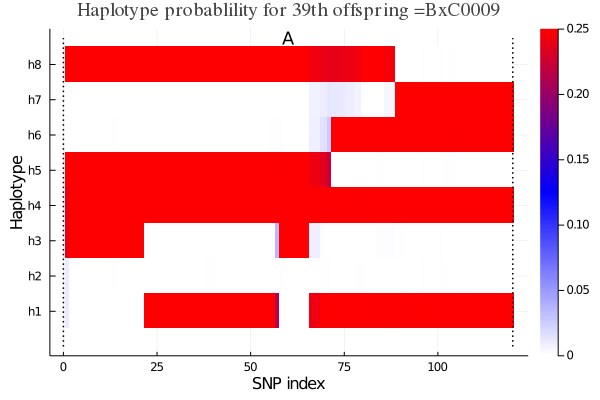 Haplotype probablility for 39th offspring =BxC0009
A
Haplotype
h8
h7
h6
h5
h4
h3
h2
h1
0
25
50
75
100
SNP index
0.25
0.20
0.15
0.10
0.05
0